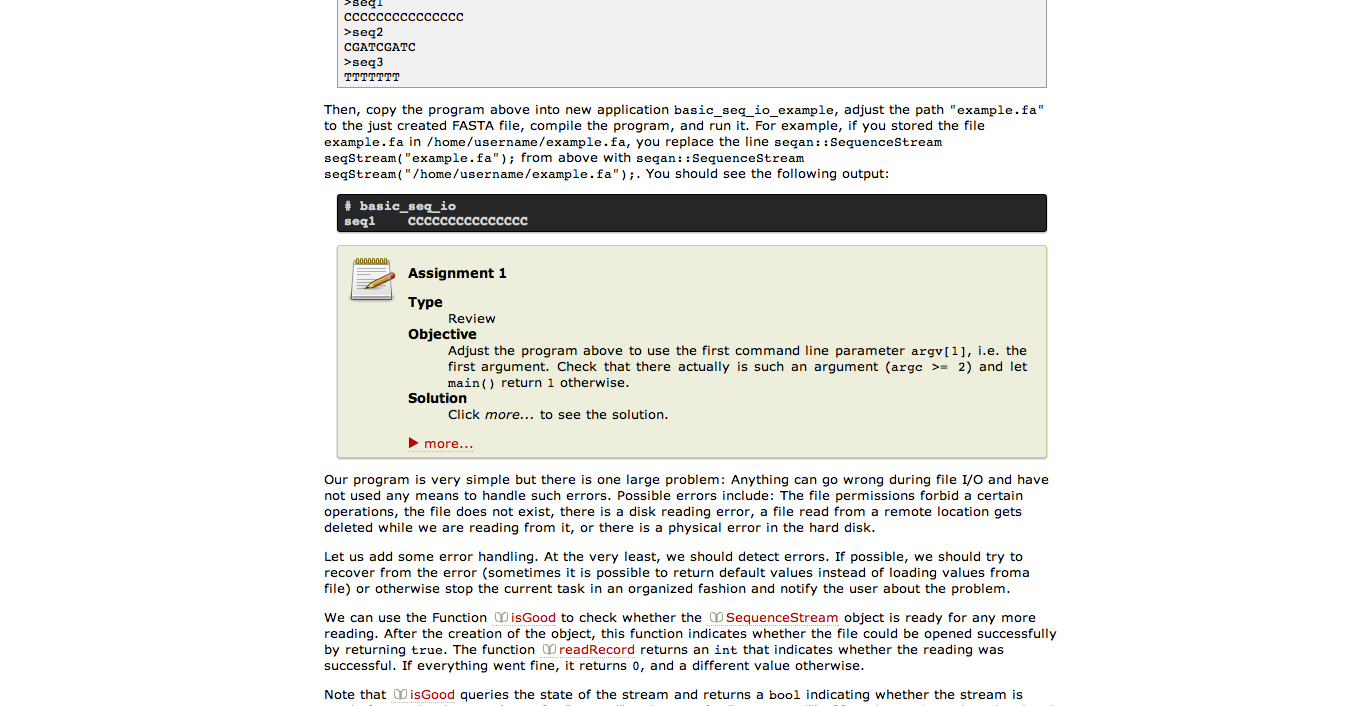 >seq1
CCCCCCCCCCCCCCC
>seq2
CGATCGATC
>seq3
TTTTTTT
Then, copy the program above into new application basic_seq_io_example, adjust the path "example.fa"
to the just created FASTA file, compile the program, and run it. For example, if you stored the file
example.fa in /home/username/example.fa, you replace the line seqan::SequenceStream
seqStream("example.fa"); from above with seqan::SequenceStream
seqStream("/home/username/example.fa");. You should see the following output:
# basic_seq_io
seq1    CCCCCCCCCCCCCCC
Assignment 1
Type
Review
Objective
Adjust the program above to use the first command line parameter argv[1], i.e. the
first argument. Check that there actually is such an argument (argc >= 2) and let
main() return 1 otherwise.
Solution
Click more... to see the solution.
more...
Our program is very simple but there is one large problem: Anything can go wrong during file I/O and have
not used any means to handle such errors. Possible errors include: The file permissions forbid a certain
operations, the file does not exist, there is a disk reading error, a file read from a remote location gets
deleted while we are reading from it, or there is a physical error in the hard disk.
Let us add some error handling. At the very least, we should detect errors. If possible, we should try to
recover from the error (sometimes it is possible to return default values instead of loading values froma
file) or otherwise stop the current task in an organized fashion and notify the user about the problem.
We can use the Function isGood to check whether the SequenceStream object is ready for any more
reading. After the creation of the object, this function indicates whether the file could be opened successfully
by returning true. The function readRecord returns an int that indicates whether the reading was
successful. If everything went fine, it returns 0, and a different value otherwise.
Note that isGood queries the state of the stream and returns a bool indicating whether the stream is